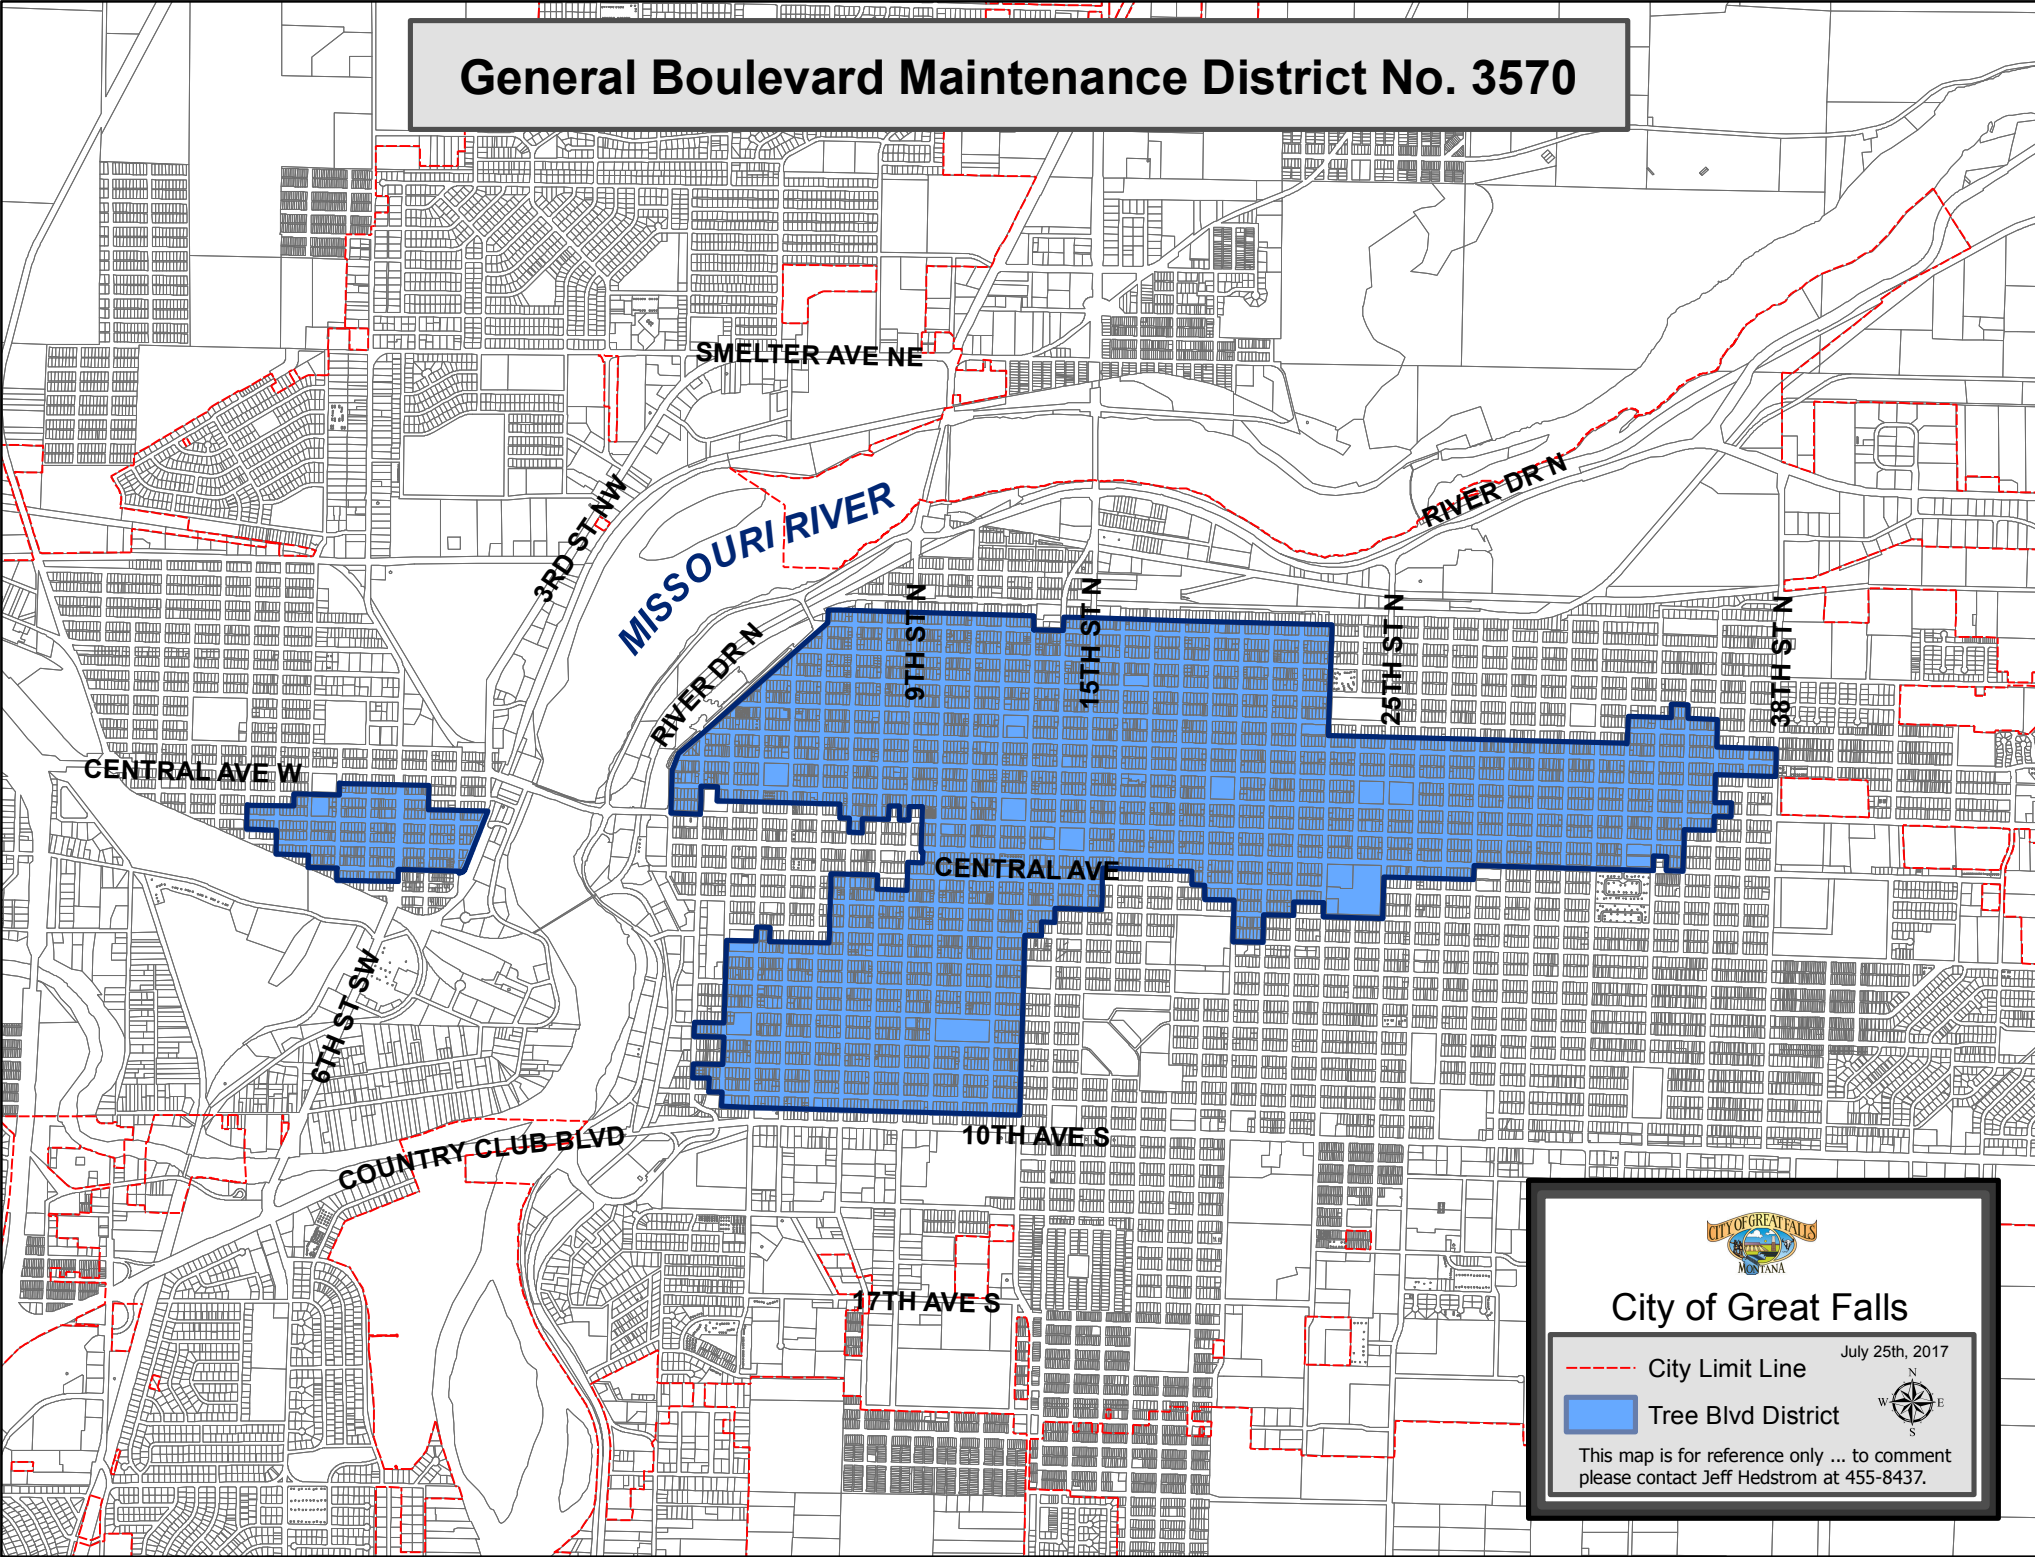 General Boulevard Maintenance District No. 3570
SMELTER AVE NE
3RD ST NW
MISSOURI RIVER
RIVER DR N
RIVER DR N
9TH ST N
15TH ST N
25TH ST N
38TH ST N
CENTRAL AVE W
CENTRAL AVE
6TH ST SW
COUNTRY CLUB BLVD
10TH AVE S
17TH AVE S
CITY OF GREAT FALLS
MONTANA
City of Great Falls
July 25th, 2017
City Limit Line
Tree Blvd District
N
W E
S
This map is for reference only ... to comment
please contact Jeff Hedstrom at 455-8437.